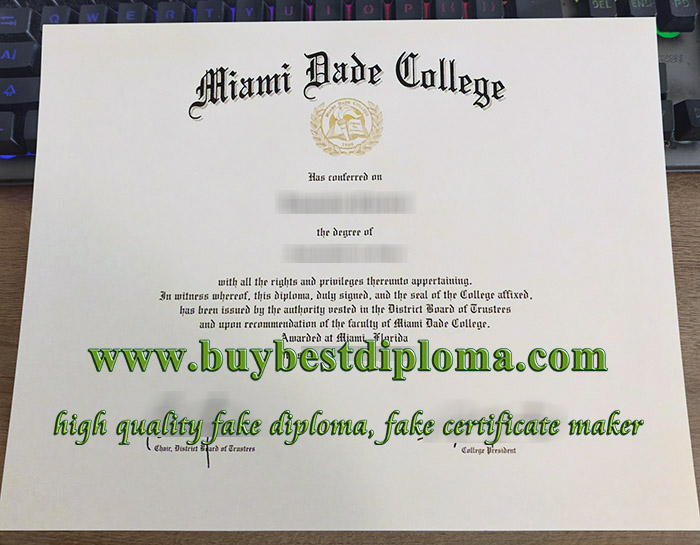 Miami Dade College
1960
Has conferred on
the degree of
with all the rights and privileges thereunto appertaining.
In witness whereof, this diploma, duly signed, and the seal of the College affixed,
has been issued by the authority vested in the District Board of Trustees
and upon recommendation of the faculty of Miami Dade College.
Awarded at Miami, Florida
www.buybestdiploma.com
high quality fake diploma, fake certificate maker
Chair, District Board of Trustees
College President